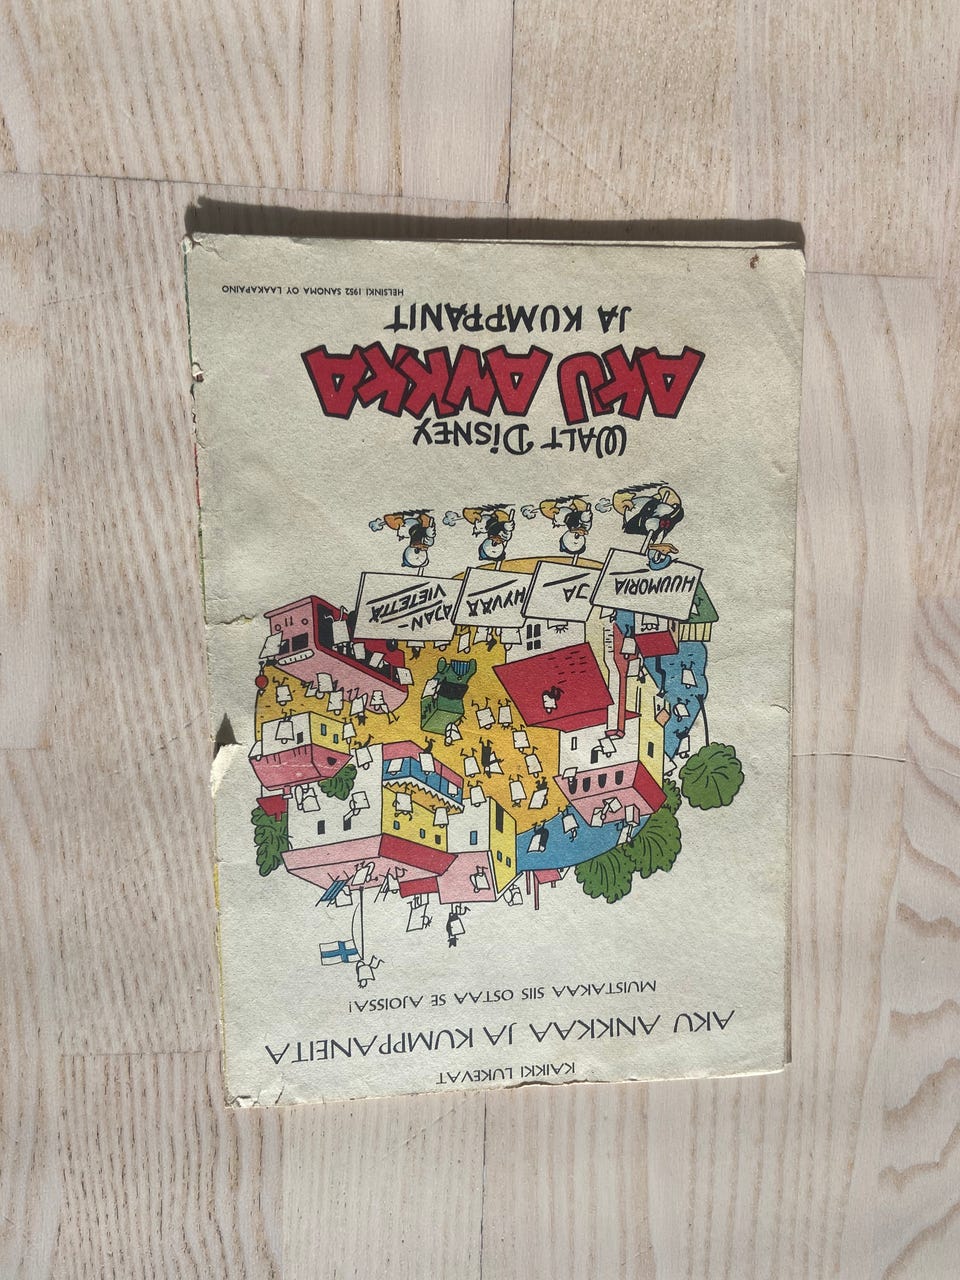 KAIKKI LUKEVAT
AKU ANKKAA JA KUMPPANEITA
MUISTAKAA SIIS OSTAA SE AJOISSA!
AJAN-
VIETETTÄ
HYVÄÄ
JA
HUUMORIA
WALT DISNEY
AKU ANKKA
JA KUMPPANIT
HELSINKI 1952 SANOMA OY LAAKAPAINO